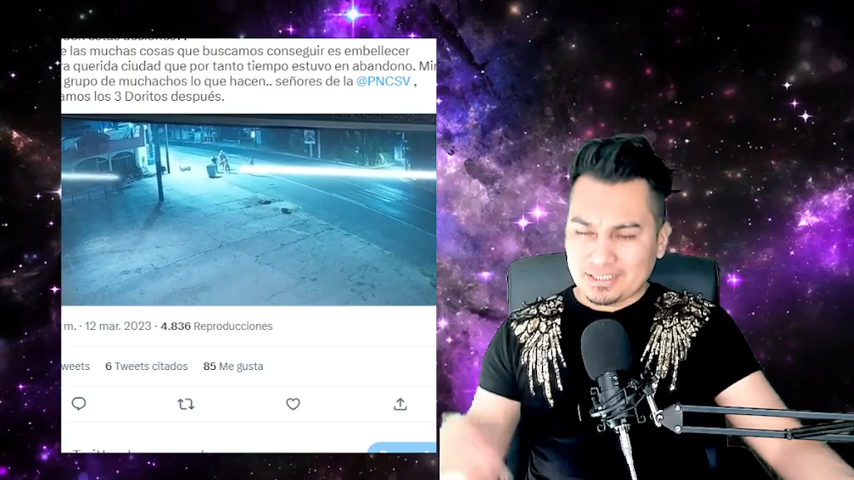 e las muchas cosas que buscamos conseguir es embellecer
a querida ciudad que por tanto tiempo estuvo en abandono. Mir
grupo de muchachos lo que hacen.. señores de la @PNCSV ,
amos los 3 Doritos después.
m. · 12 mar. 2023 · 4.836 Reproducciones
weets 6 Tweets citados 85 Me gusta